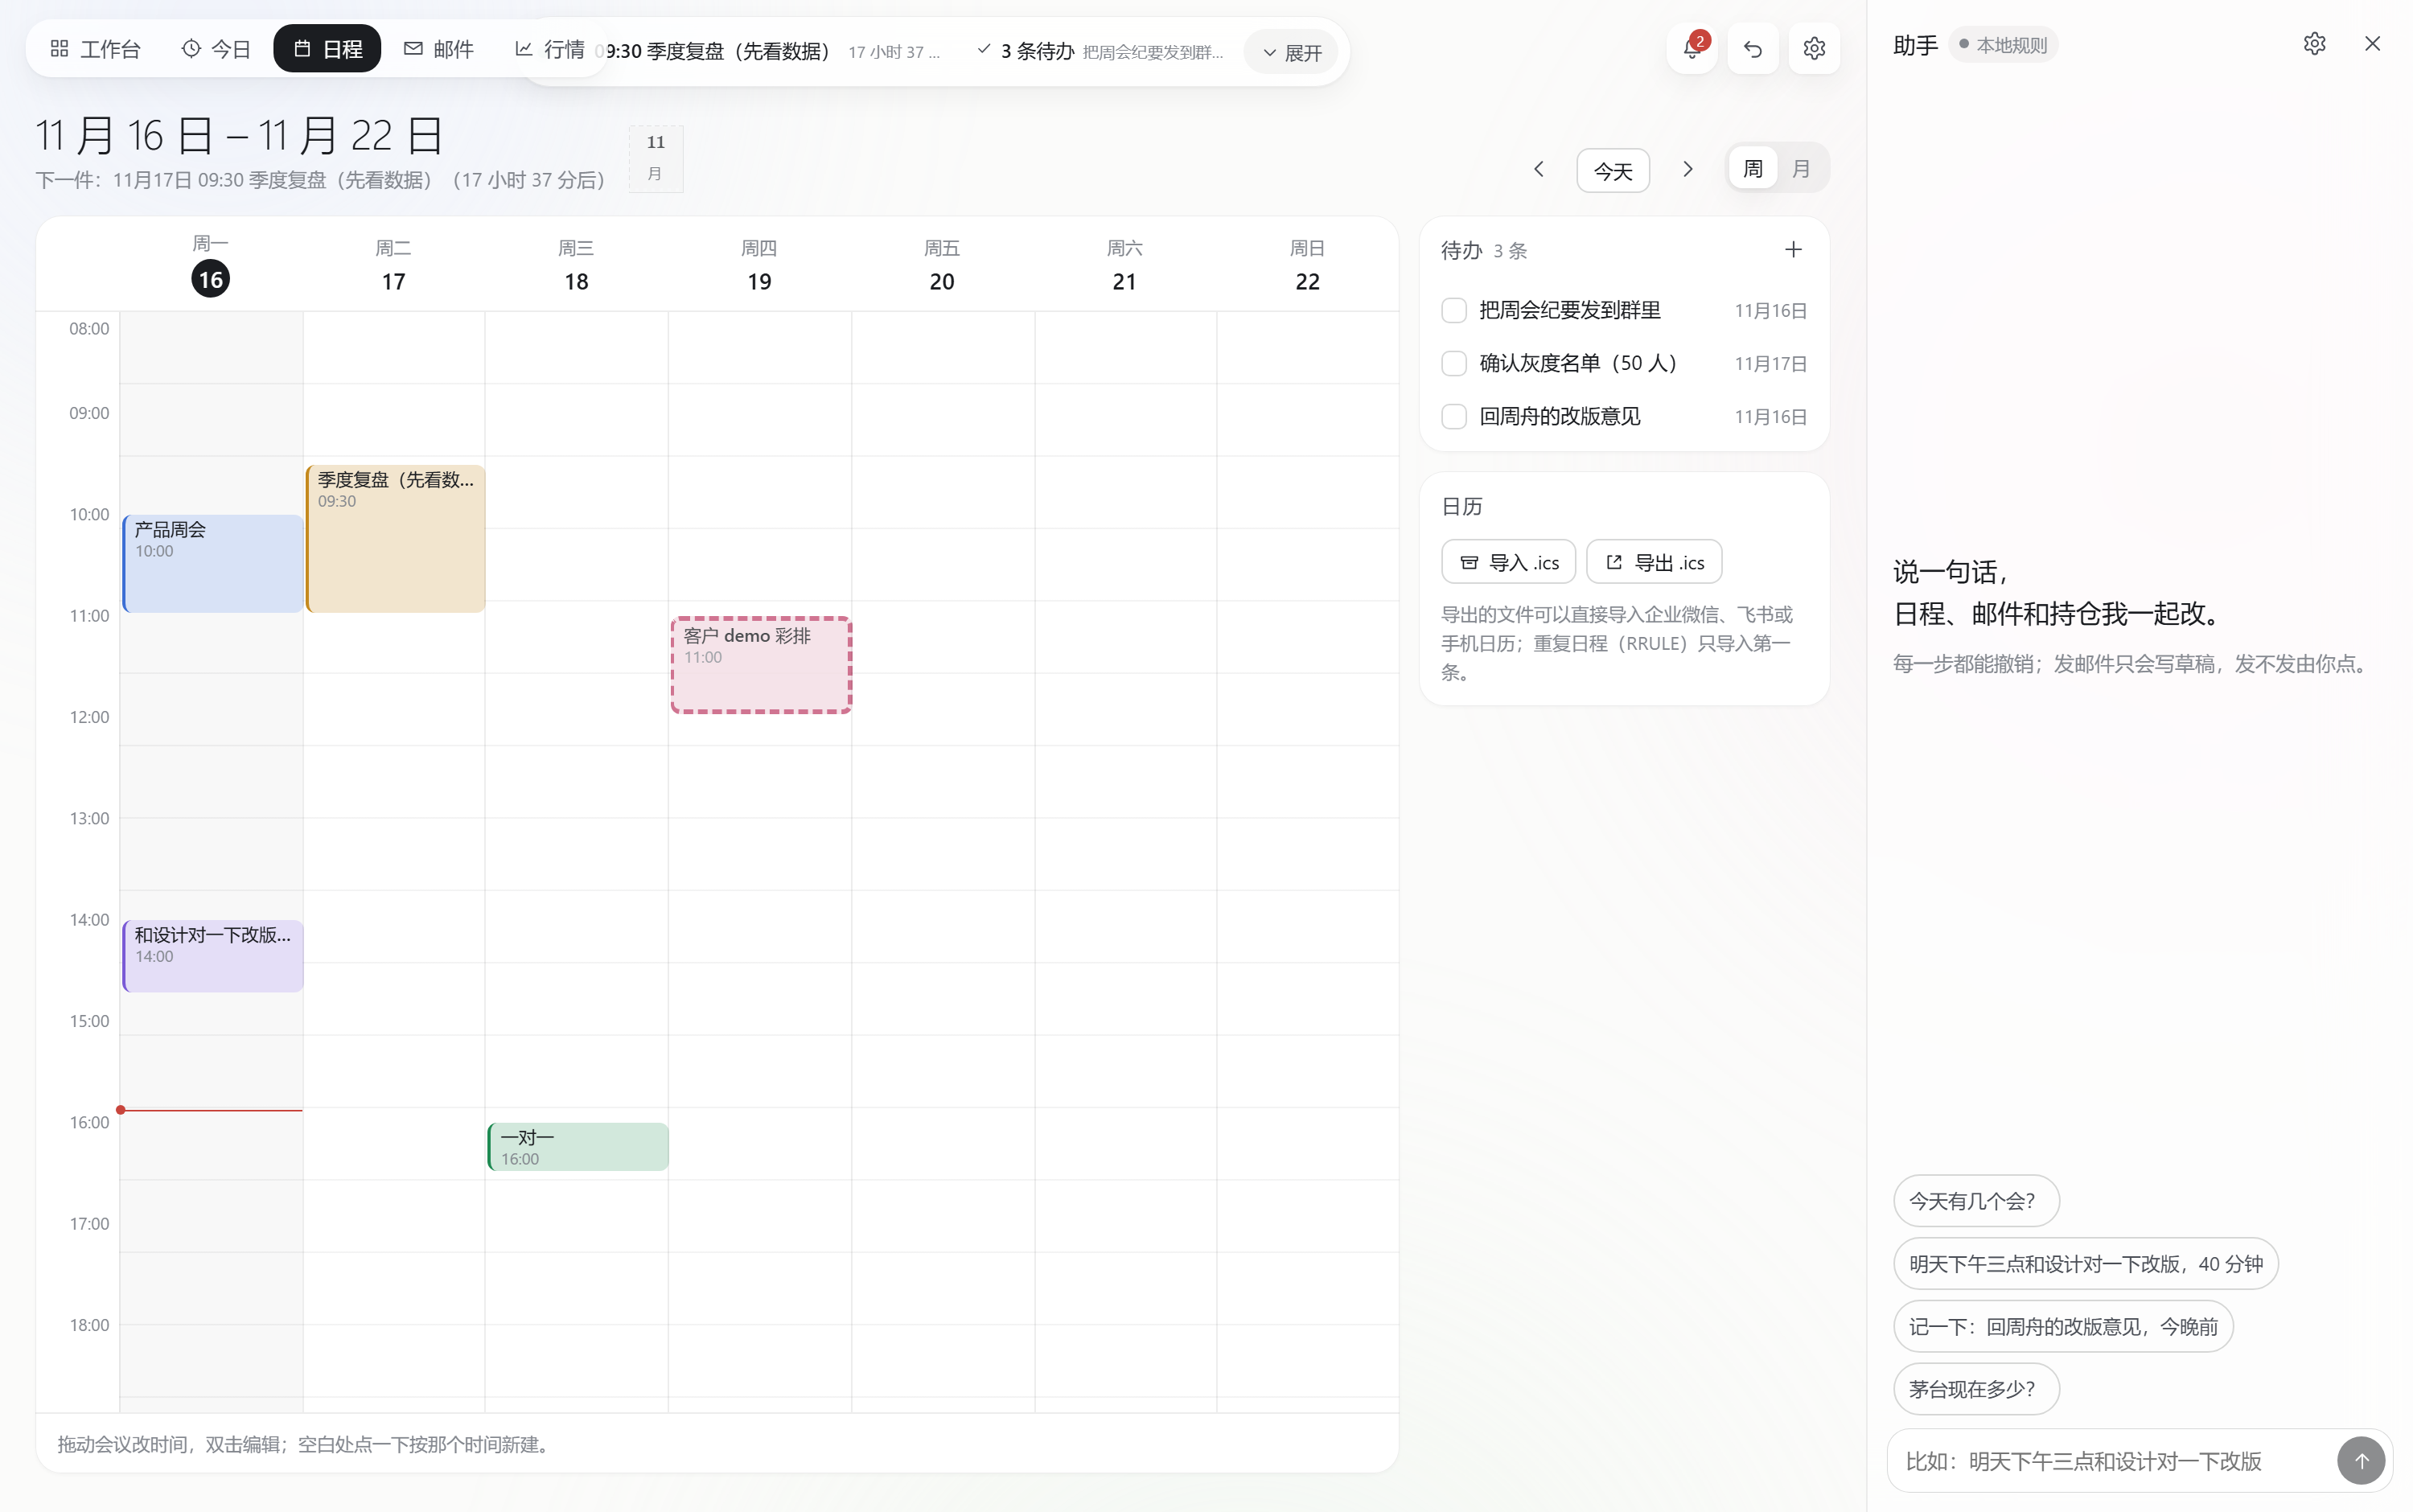 工作台
今日
日程
邮件
行情
09:30 季度复盘（先看数据） 17 小时 37 ...
3 条待办 把周会纪要发到群...
展开
2
11 月 16 日 – 11 月 22 日
下一件：11月17日 09:30 季度复盘（先看数据）（17 小时 37 分后）
11
月
今天
周
月
周一
16
周二
17
周三
18
周四
19
周五
20
周六
21
周日
22
08:00
09:00
10:00
11:00
12:00
13:00
14:00
15:00
16:00
17:00
18:00
产品周会
10:00
和设计对一下改版...
14:00
季度复盘（先看数...
09:30
一对一
16:00
客户 demo 彩排
11:00
拖动会议改时间，双击编辑；空白处点一下按那个时间新建。
待办 3 条
把周会纪要发到群里 11月16日
确认灰度名单（50 人） 11月17日
回周舟的改版意见 11月16日
日历
导入 .ics
导出 .ics
导出的文件可以直接导入企业微信、飞书或
手机日历；重复日程（RRULE）只导入第一
条。
助手
本地规则
说一句话，
日程、邮件和持仓我一起改。
每一步都能撤销；发邮件只会写草稿，发不发由你点。
今天有几个会？
明天下午三点和设计对一下改版，40 分钟
记一下：回周舟的改版意见，今晚前
茅台现在多少？
比如：明天下午三点和设计对一下改版